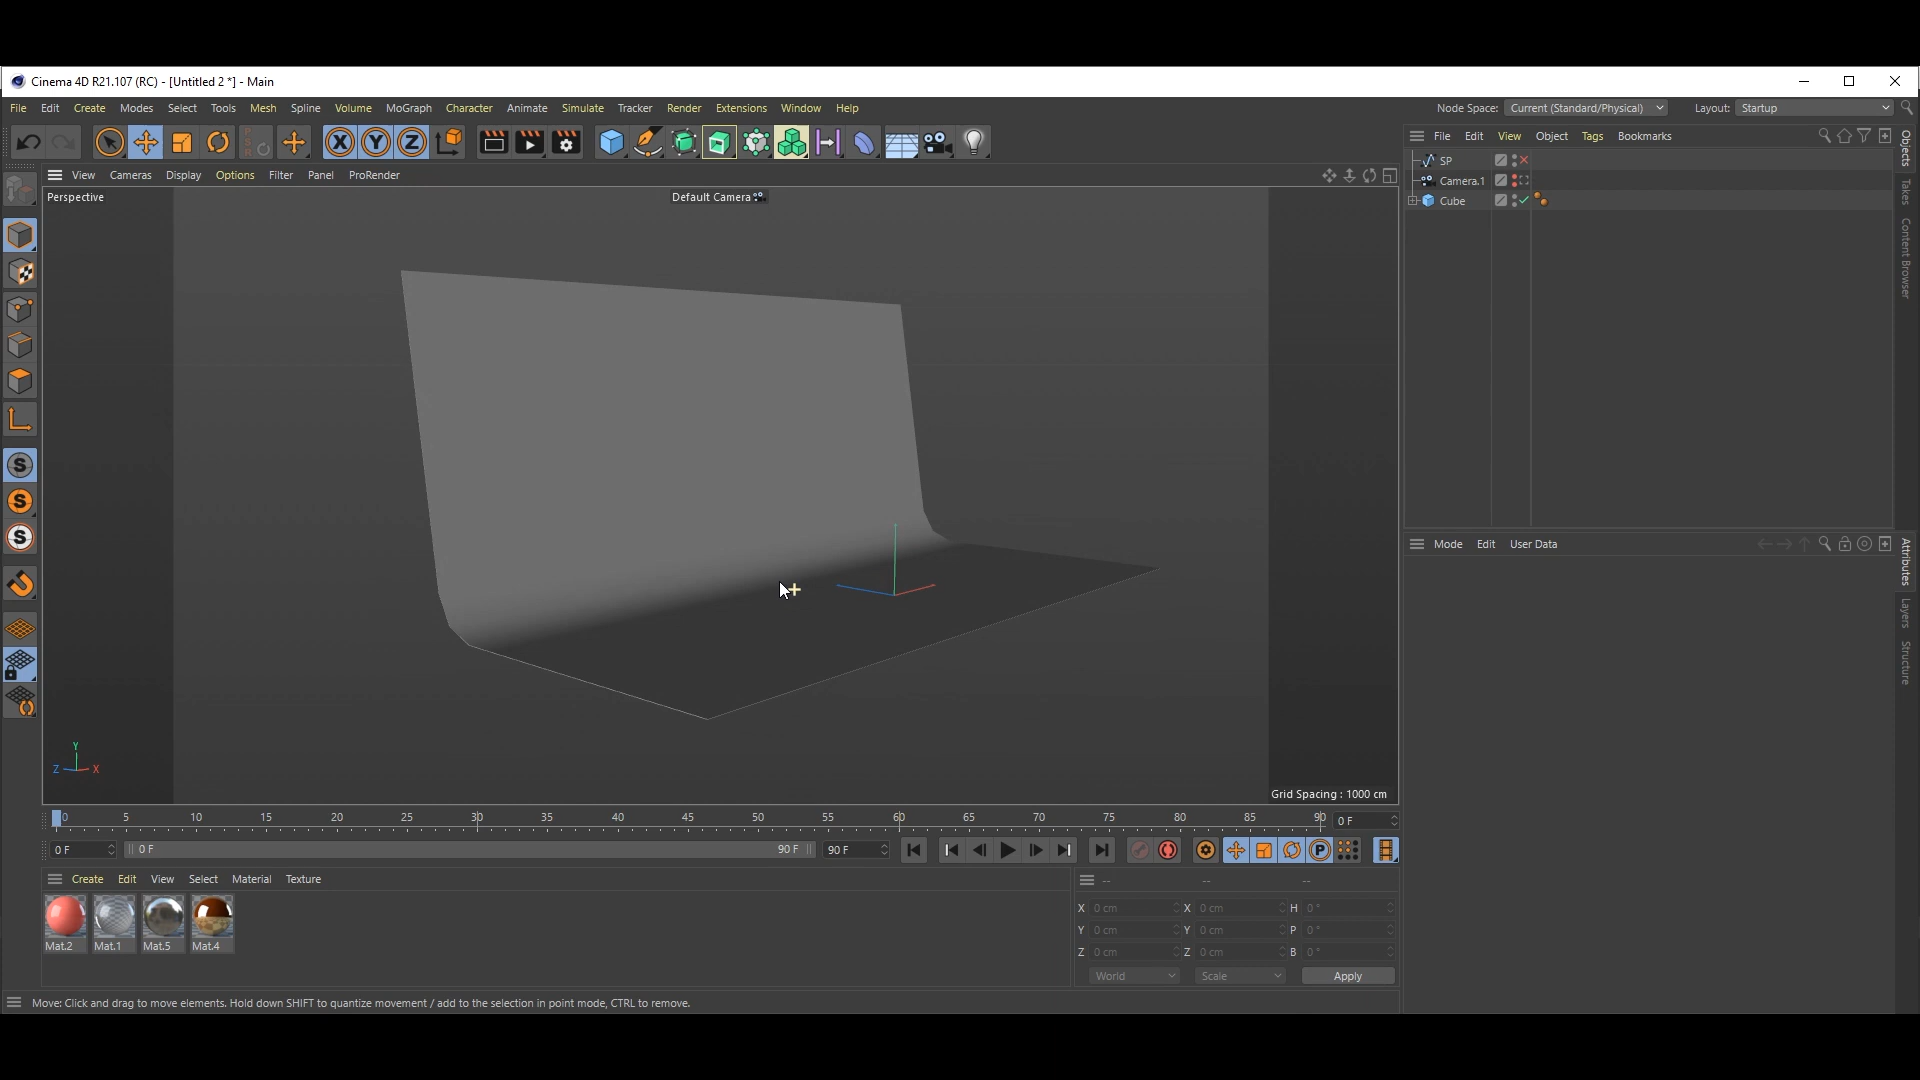 Cinema 4D R21.107 (RC) - [Untitled 2 *] - Main
File Edit Create Modes Select Tools Mesh Spline Volume MoGraph Character Animate Simulate Tracker Render Extensions Window Help
Node Space: Current (Standard/Physical) Layout: Startup
X Y Z
File Edit View Object Tags Bookmarks
SP
Camera.1
Cube
Objects
Takes
Content Browser
View Cameras Display Options Filter Panel ProRender
Perspective
Default Camera
Mode Edit User Data
Attributes
Layers
Structure
S
S
S
Y
Z X
Grid Spacing : 1000 cm
0 5 10 15 20 25 30 35 40 45 50 55 60 65 70 75 80 85 90 0 F
0 F 0 F 90 F 90 F P
Create Edit View Select Material Texture
-- -- --
Mat.2 Mat.1 Mat.5 Mat.4
X 0 cm X 0 cm H 0 °
Y 0 cm Y 0 cm P 0 °
Z 0 cm Z 0 cm B 0 °
World Scale Apply
Move: Click and drag to move elements. Hold down SHIFT to quantize movement / add to the selection in point mode, CTRL to remove.